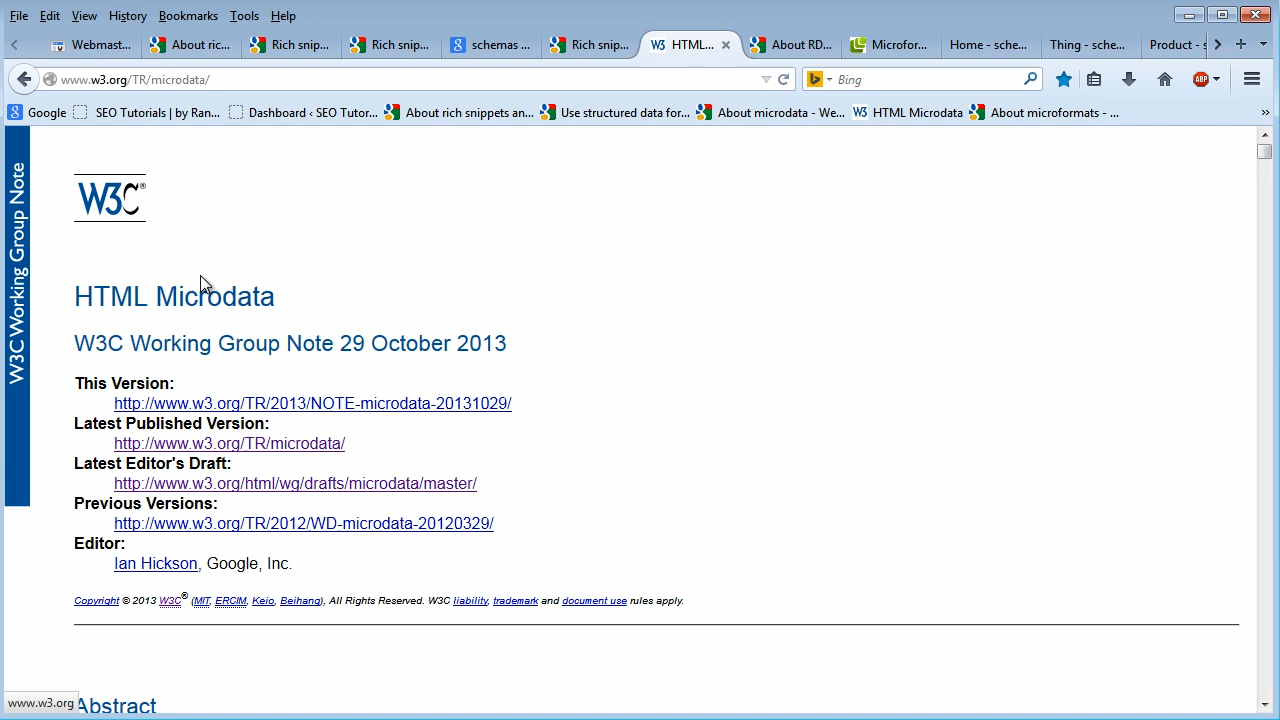 File Edit View History Bookmarks Tools Help
Webmast... About ric... Rich snip... Rich snip... schemas ... Rich snip... HTML... About RD... Microfor... Home - sche... Thing - sche... Product - s
www.w3.org/TR/microdata/ Bing ABP
Google SEO Tutorials | by Ran... Dashboard ‹ SEO Tutor... About rich snippets an... Use structured data for... About microdata - We... HTML Microdata About microformats - ... »
W3C Working Group Note
W3C®
HTML Microdata
W3C Working Group Note 29 October 2013
This Version:
http://www.w3.org/TR/2013/NOTE-microdata-20131029/
Latest Published Version:
http://www.w3.org/TR/microdata/
Latest Editor's Draft:
http://www.w3.org/html/wg/drafts/microdata/master/
Previous Versions:
http://www.w3.org/TR/2012/WD-microdata-20120329/
Editor:
Ian Hickson, Google, Inc.
Copyright © 2013 W3C® (MIT, ERCIM, Keio, Beihang), All Rights Reserved. W3C liability, trademark and document use rules apply.
Abstract
www.w3.org